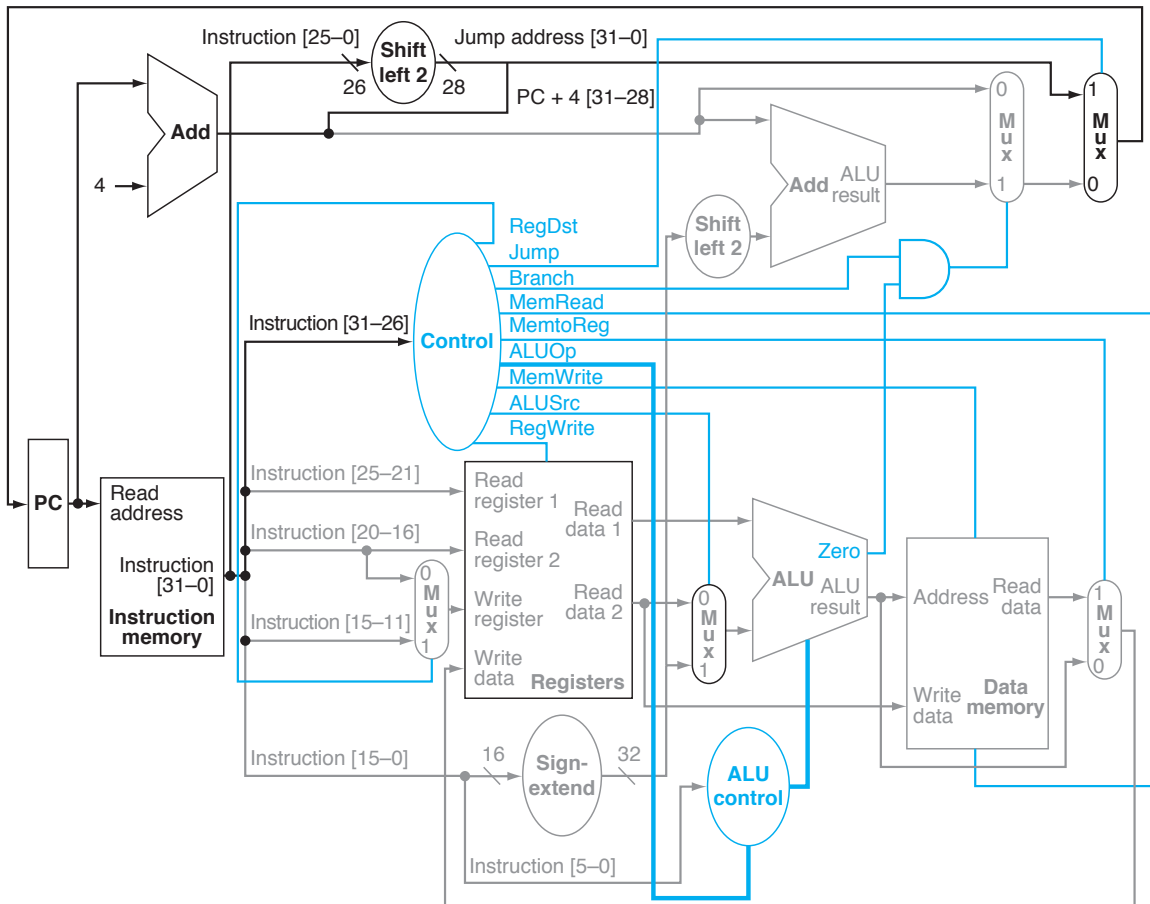 Instruction [25–0]
Shift
left 2
Jump address [31–0]
26
28
PC + 4 [31–28]
Add
4
0
M
u
x
1
1
M
u
x
0
Add
ALU
result
Shift
left 2
RegDst
Jump
Branch
MemRead
MemtoReg
ALUOp
MemWrite
ALUSrc
RegWrite
Instruction [31–26]
Control
PC
Read
address
Instruction
[31–0]
Instruction
memory
Instruction [25–21]
Instruction [20–16]
Instruction [15–11]
0
M
u
x
1
Read
register 1
Read
register 2
Write
register
Write
data
Read
data 1
Read
data 2
Registers
0
M
u
x
1
Zero
ALU
ALU
result
Address
Read
data
Write
data
Data
memory
1
M
u
x
0
Instruction [15–0]
16
Sign-
extend
32
ALU
control
Instruction [5–0]